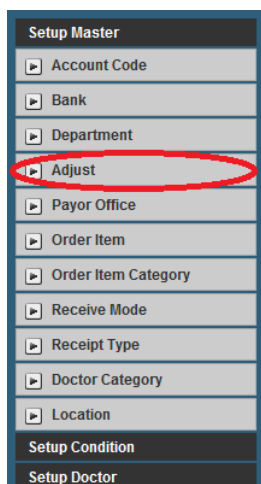 Setup Master
Account Code
Bank
Department
Adjust
Payor Office
Order Item
Order Item Category
Receive Mode
Receipt Type
Doctor Category
Location
Setup Condition
Setup Doctor